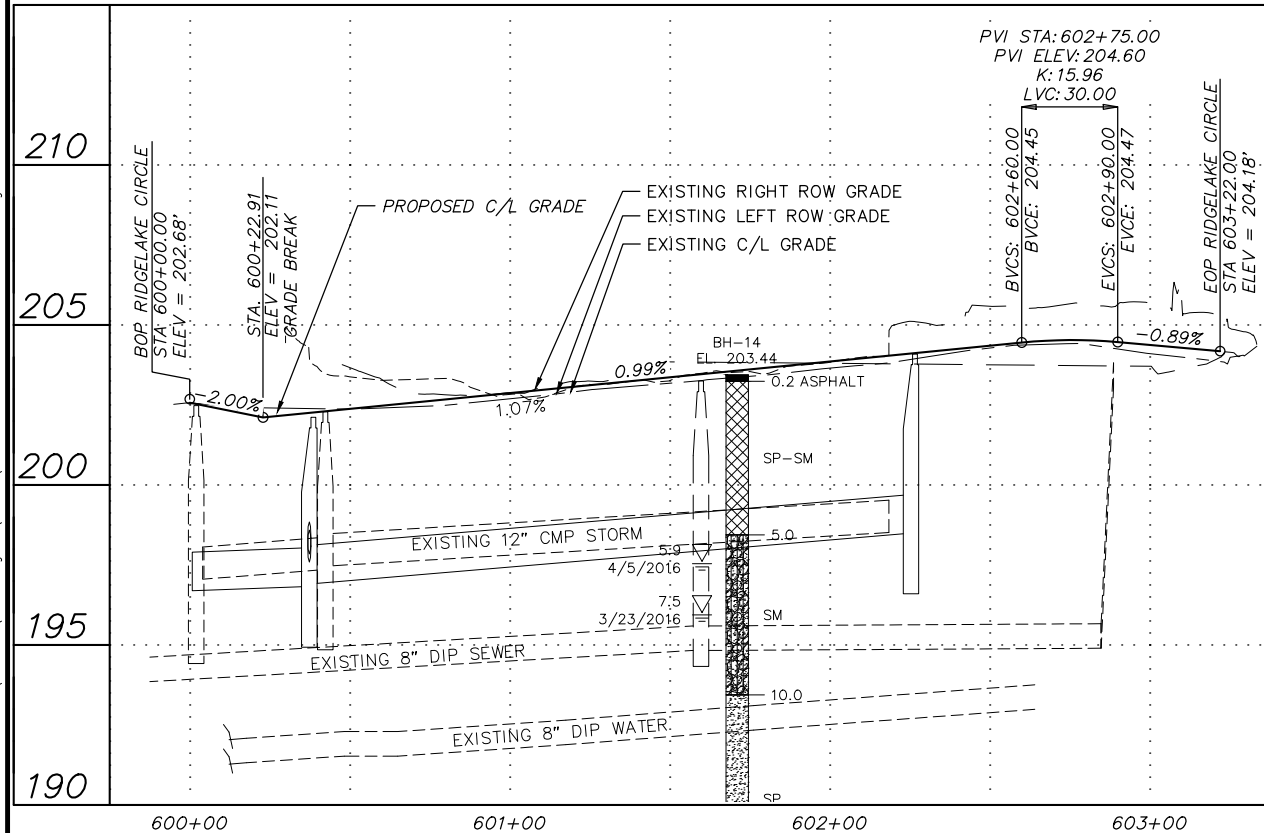 PVI STA: 602+75.00
PVI ELEV: 204.60
K: 15.96
LVC: 30.00
BVCS: 602+60.00
BVCE: 204.45
EVCS: 602+90.00
EVCE: 204.47
EOP RIDGELAKE CIRCLE
STA 603+22.00
ELEV = 204.18'
BOP RIDGELAKE CIRCLE
STA 600+00.00
ELEV = 202.68'
STA. 600+22.91
ELEV = 202.11
GRADE BREAK
PROPOSED C/L GRADE
EXISTING RIGHT ROW GRADE
EXISTING LEFT ROW GRADE
EXISTING C/L GRADE
210
205
200
195
190
-2.00%
0.99%
1.07%
-0.89%
BH-14
EL. 203.44
0.2 ASPHALT
SP-SM
5.0
EXISTING 12" CMP STORM
5.9
4/5/2016
7.5
3/23/2016
SM
EXISTING 8" DIP SEWER
10.0
EXISTING 8" DIP WATER
SP
600+00
601+00
602+00
603+00